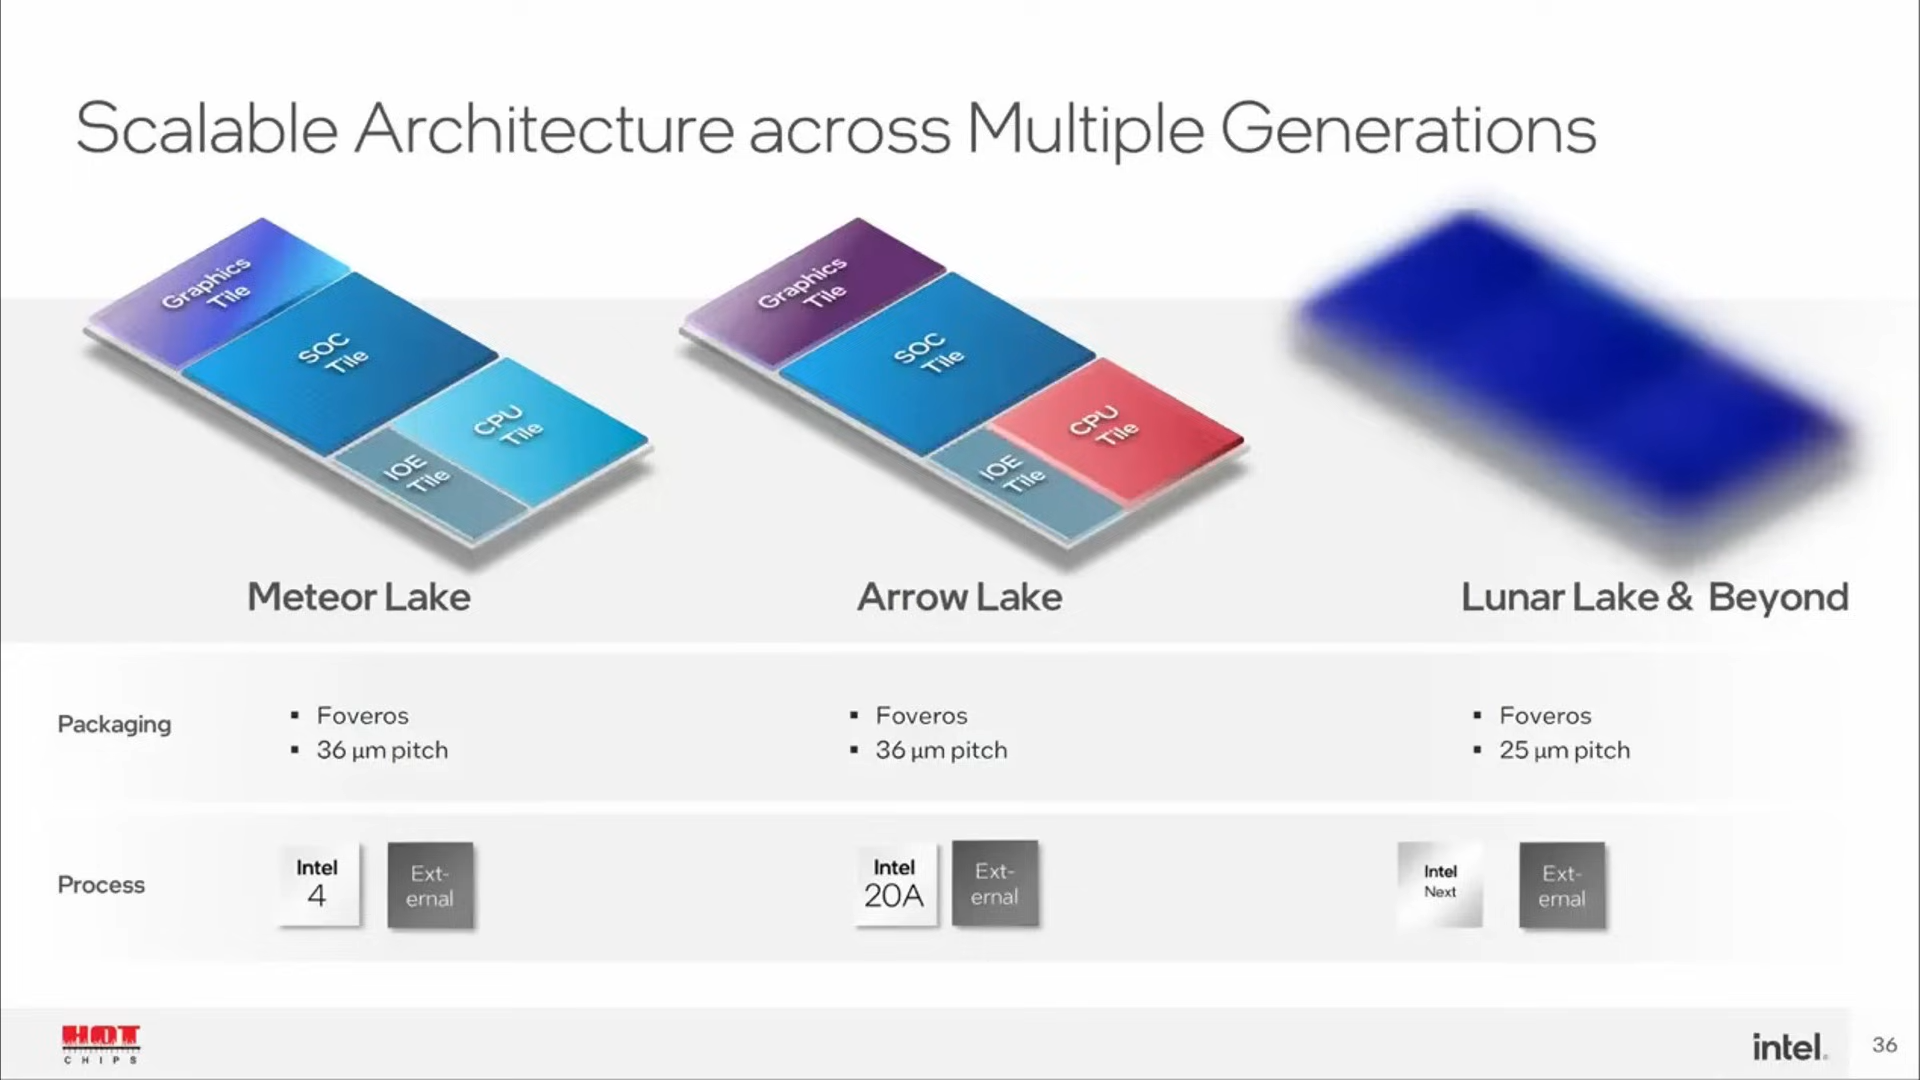 Scalable Architecture across Multiple Generations
Graphics
Tile
SOC
Tile
CPU
Tile
IOE
Tile
Graphics
Tile
SOC
Tile
CPU
Tile
IOE
Tile
Meteor Lake
Arrow Lake
Lunar Lake & Beyond
Packaging
▪ Foveros
▪ 36 µm pitch
▪ Foveros
▪ 36 µm pitch
▪ Foveros
▪ 25 µm pitch
Process
Intel
4
Ext-
ernal
Intel
20A
Ext-
ernal
Intel
Next
Ext-
ernal
HOT
CHIPS
intel.
36